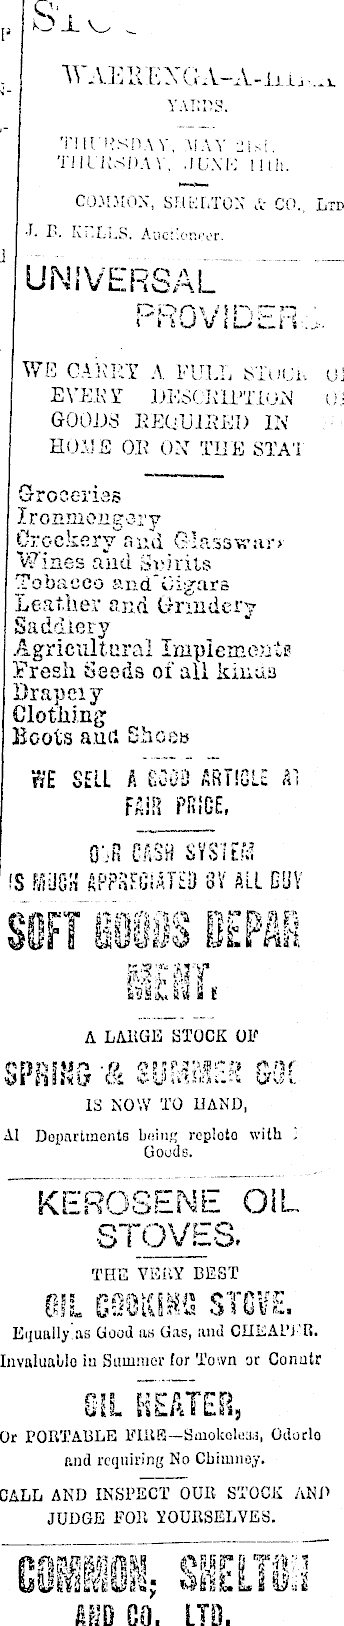 WAERENGA-A-HIKA
YARDS.
THURSDAY, MAY 21st.
THURSDAY, JUNE 11th.
COMMON, SHELTON & CO., LTD
J. R. KELLS, Auctioneer.
UNIVERSAL
PROVIDERS
WE CARRY A FULL STOCK OF
EVERY DESCRIPTION OF
GOODS REQUIRED IN
HOME OR ON THE STAT
Groceries
Ironmongery
Crockery and Glassware
Wines and Spirits
Tobacco and Cigars
Leather and Grindery
Saddlery
Agricultural Implements
Fresh Seeds of all kinds
Drapery
Clothing
Boots and Shoes
WE SELL A GOOD ARTICLE AT
FAIR PRICE,
OUR CASH SYSTEM
IS MUCH APPRECIATED BY ALL BUY
SOFT GOODS DEPAR
MENT.
A LARGE STOCK OF
SPRING & SUMMER GOO
IS NOW TO HAND,
Al Departments being replete with
Goods.
KEROSENE OIL
STOVES.
THE VERY BEST
OIL COOKING STOVE.
Equally as Good as Gas, and CHEAPER.
Invaluable in Summer for Town or Countr
OIL HEATER,
Or PORTABLE FIRE—Smokeless, Odorle
and requiring No Chimney.
CALL AND INSPECT OUR STOCK AND
JUDGE FOR YOURSELVES.
COMMON, SHELTON
AND CO. LTD.